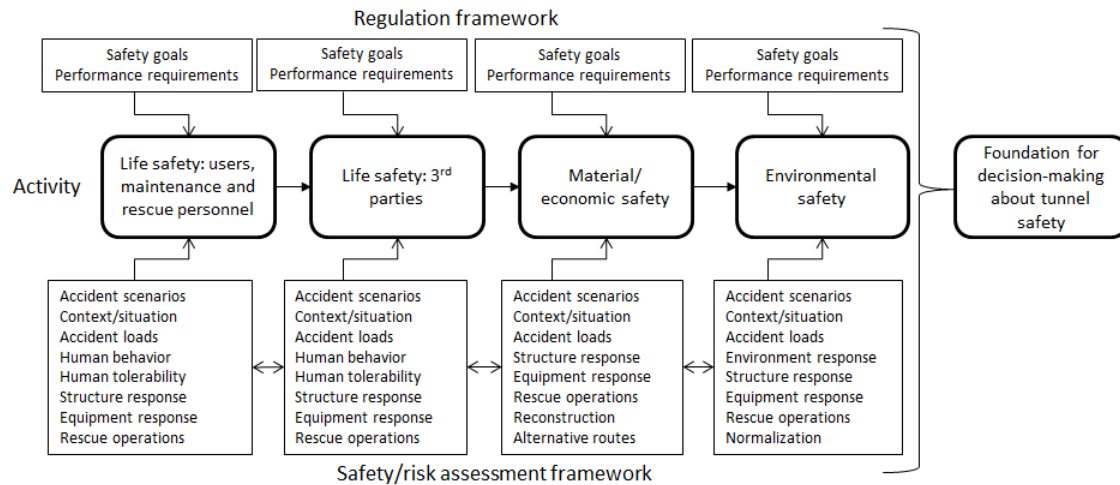 Regulation framework
Safety goals
Performance requirements
Safety goals
Performance requirements
Safety goals
Performance requirements
Safety goals
Performance requirements
Activity
Life safety: users,
maintenance and
rescue personnel
Life safety: 3rd
parties
Material/
economic safety
Environmental
safety
Foundation for
decision-making
about tunnel
safety
Accident scenarios
Context/situation
Accident loads
Human behavior
Human tolerability
Structure response
Equipment response
Rescue operations
Accident scenarios
Context/situation
Accident loads
Human behavior
Human tolerability
Structure response
Equipment response
Rescue operations
Accident scenarios
Context/situation
Accident loads
Structure response
Equipment response
Rescue operations
Reconstruction
Alternative routes
Accident scenarios
Context/situation
Accident loads
Environment response
Structure response
Equipment response
Rescue operations
Normalization
Safety/risk assessment framework